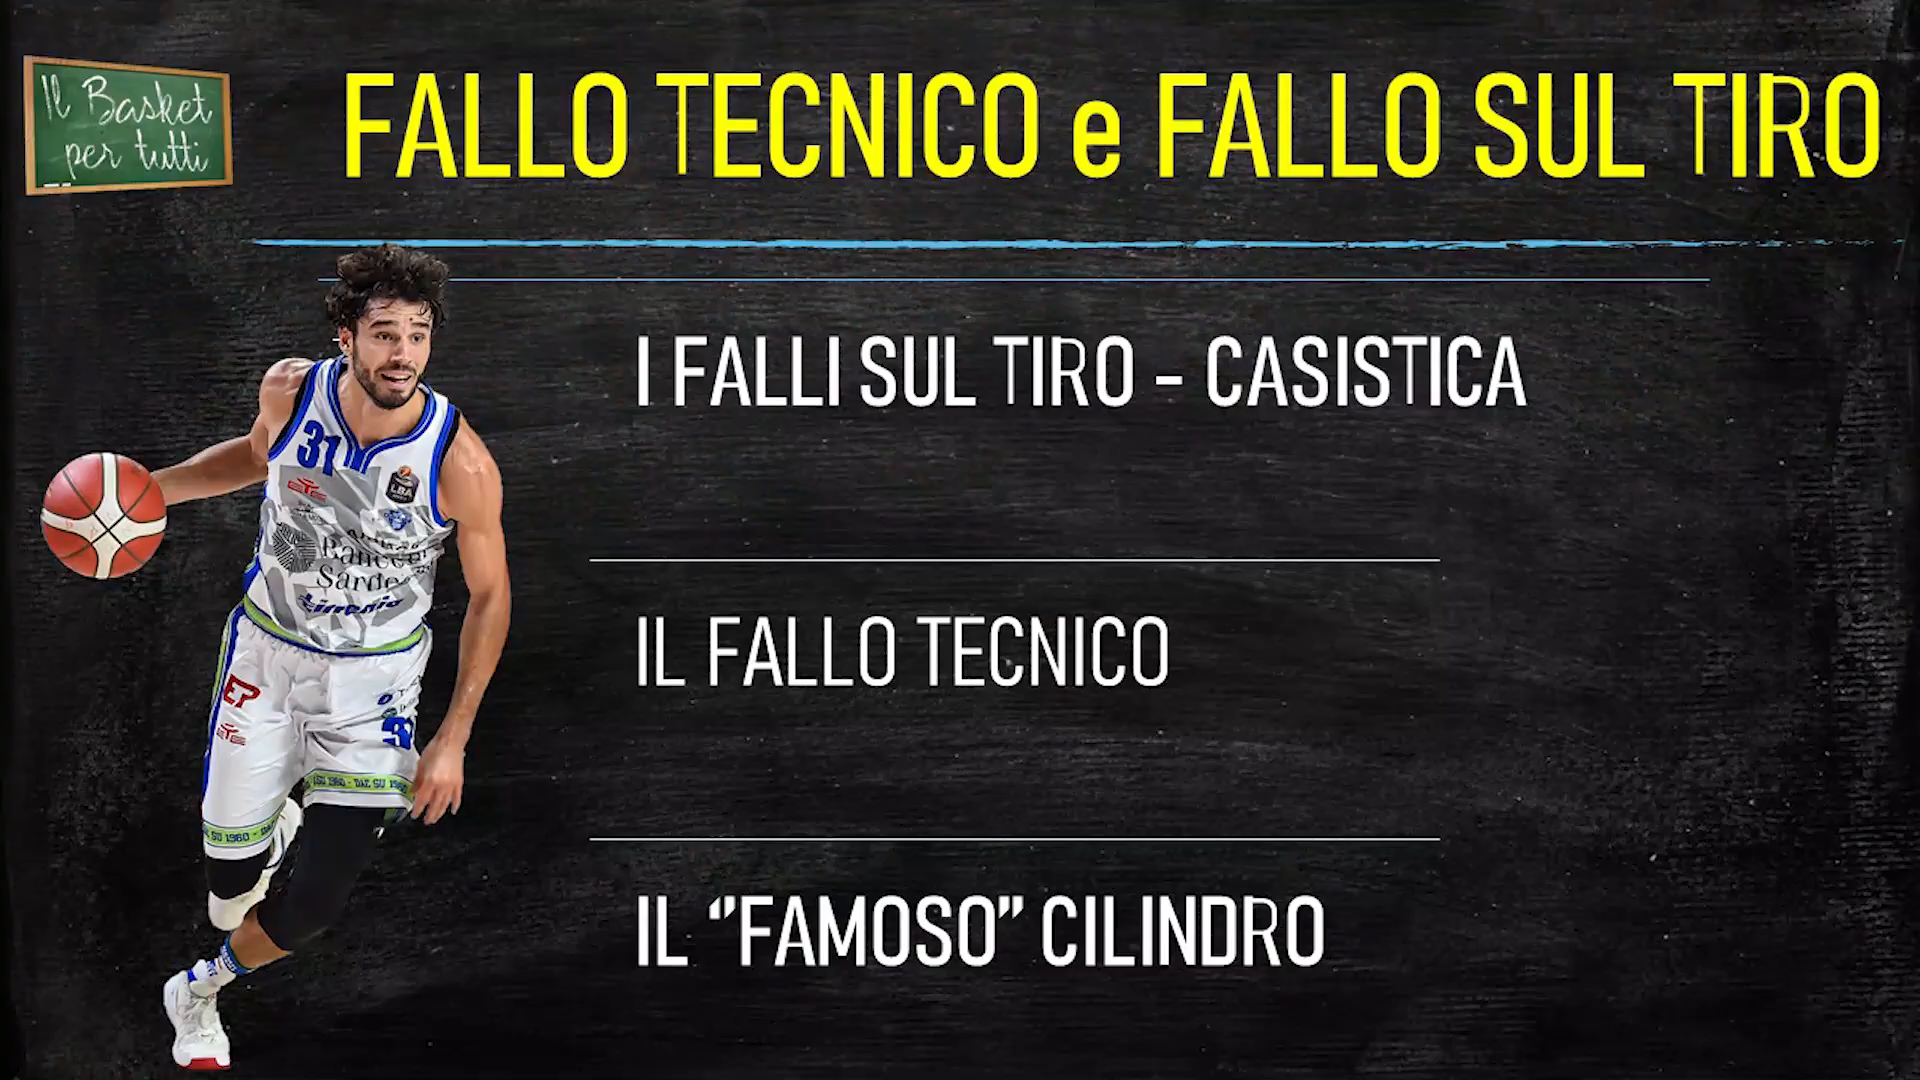 Il Basket
per tutti
FALLO TECNICO e FALLO SUL TIRO
I FALLI SUL TIRO - CASISTICA
31
LBA
IL FALLO TECNICO
IL “FAMOSO” CILINDRO